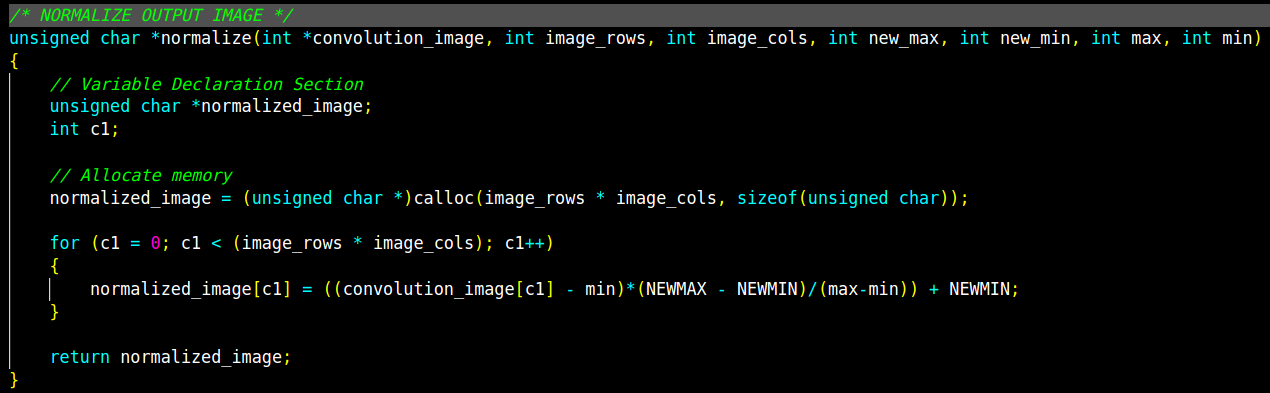 /* NORMALIZE OUTPUT IMAGE */
unsigned char *normalize(int *convolution_image, int image_rows, int image_cols, int new_max, int new_min, int max, int min)
{
    // Variable Declaration Section
    unsigned char *normalized_image;
    int c1;

    // Allocate memory
    normalized_image = (unsigned char *)calloc(image_rows * image_cols, sizeof(unsigned char));

    for (c1 = 0; c1 < (image_rows * image_cols); c1++)
    {
        normalized_image[c1] = ((convolution_image[c1] - min)*(NEWMAX - NEWMIN)/(max-min)) + NEWMIN;
    }

    return normalized_image;
}